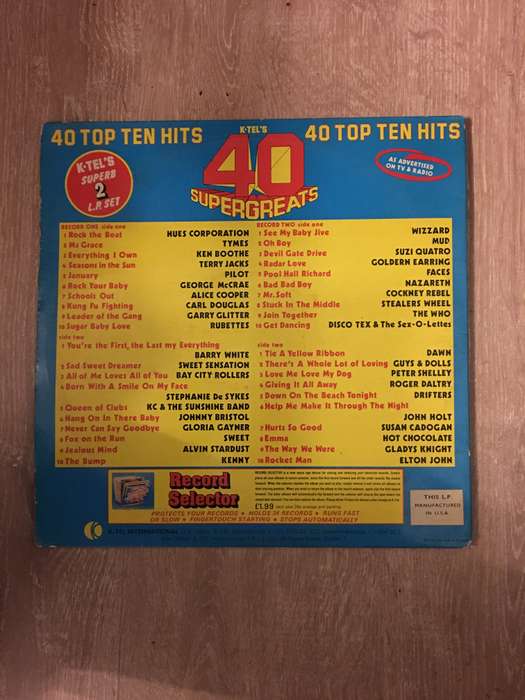 40 TOP TEN HITS
K-TEL'S
40
SUPERGREATS
40 TOP TEN HITS
K-TEL'S
SUPERB
2
L.P. SET
AS ADVERTISED
ON TV & RADIO
RECORD ONE side one
1 Rock the Boat HUES CORPORATION
2 Ms Grace TYMES
3 Everything I Own KEN BOOTHE
4 Seasons in the Sun TERRY JACKS
5 January PILOT
6 Rock Your Baby GEORGE McCRAE
7 Schools Out ALICE COOPER
8 Kung Fu Fighting CARL DOUGLAS
9 Leader of the Gang GARRY GLITTER
10 Sugar Baby Love RUBETTES
side two
1 You're the First, the Last my Everything
BARRY WHITE
2 Sad Sweet Dreamer SWEET SENSATION
3 All of Me Loves All of You BAY CITY ROLLERS
4 Born With a Smile On My Face
STEPHANIE De SYKES
5 Queen of Clubs KC & THE SUNSHINE BAND
6 Hang On In There Baby JOHNNY BRISTOL
7 Never Can Say Goodbye GLORIA GAYNER
8 Fox on the Run SWEET
9 Jealous Mind ALVIN STARDUST
10 The Bump KENNY
RECORD TWO side one
1 See My Baby Jive WIZZARD
2 Oh Boy MUD
3 Devil Gate Drive SUZI QUATRO
4 Radar Love GOLDERN EARRING
5 Pool Hall Richard FACES
6 Bad Bad Boy NAZARETH
7 Mr. Soft COCKNEY REBEL
8 Stuck In The Middle STEALERS WHEEL
9 Join Together THE WHO
10 Get Dancing DISCO TEX & The Sex-O-Lettes
side two
1 Tie A Yellow Ribbon DAWN
2 There's A Whole Lot of Loving GUYS & DOLLS
3 Love Me Love My Dog PETER SHELLEY
4 Giving It All Away ROGER DALTRY
5 Down On The Beach Tonight DRIFTERS
6 Help Me Make It Through The Night
JOHN HOLT
7 Hurts So Good SUSAN CADOGAN
8 Emma HOT CHOCOLATE
9 The Way We Were GLADYS KNIGHT
10 Rocket Man ELTON JOHN
Record
Selector
£1.99
PROTECTS YOUR RECORDS • HOLDS 24 RECORDS • RUNS FAST
OR SLOW • FINGERTOUCH STARTING • STOPS AUTOMATICALLY
THIS L.P.
MANUFACTURED
IN U.S.A.
K-TEL INTERNATIONAL